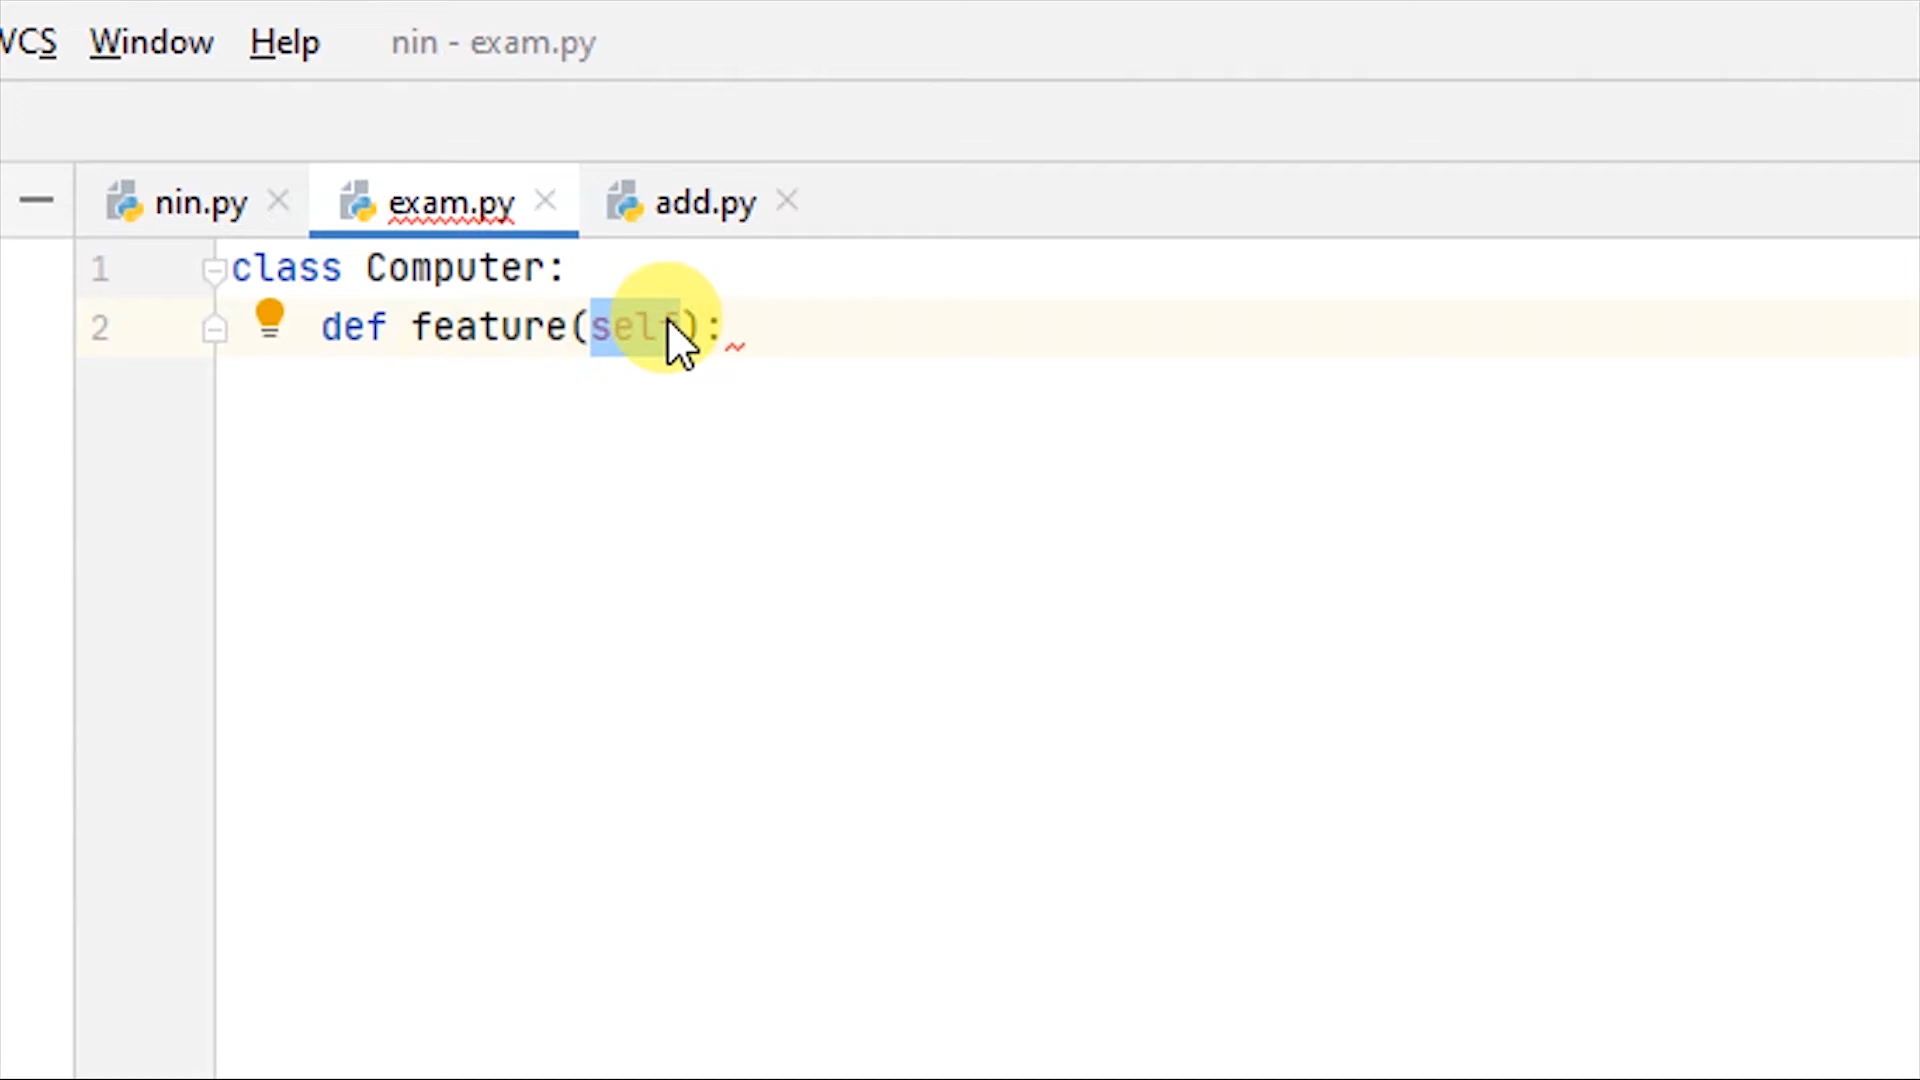 VCS Window Help nin - exam.py
nin.py exam.py add.py
1 class Computer:
2 def feature(self):